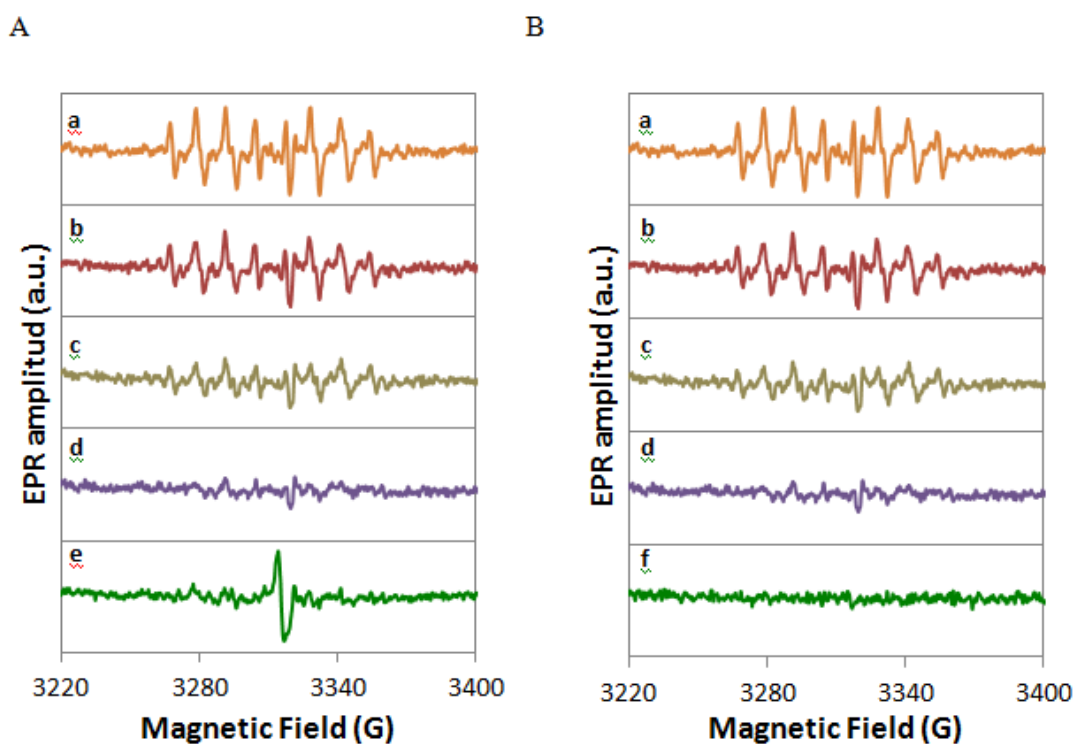 A
B
a
b
c
d
e
EPR amplitud (a.u.)
3220 3280 3340 3400
Magnetic Field (G)
a
b
c
d
f
EPR amplitud (a.u.)
3220 3280 3340 3400
Magnetic Field (G)